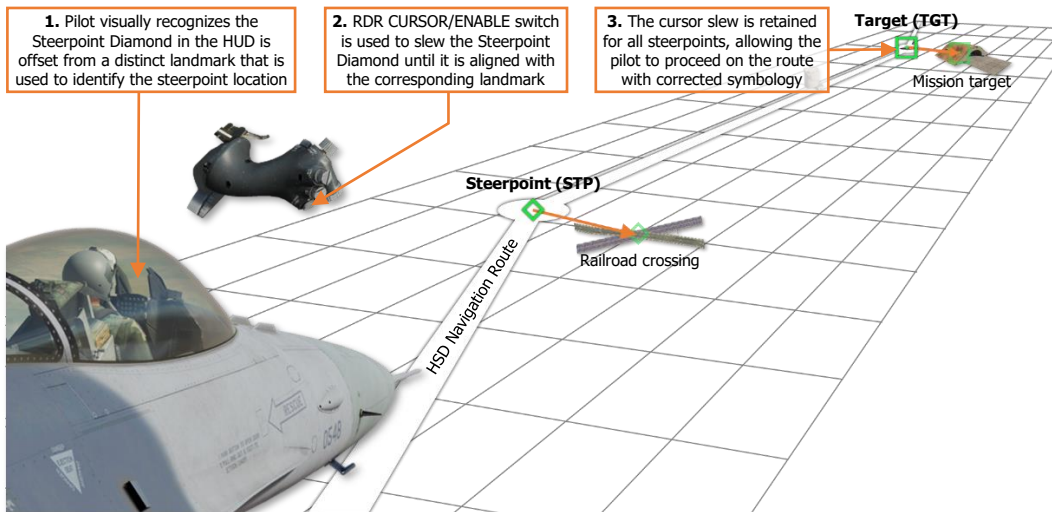 1. Pilot visually recognizes the
Steerpoint Diamond in the HUD is
offset from a distinct landmark that is
used to identify the steerpoint location
2. RDR CURSOR/ENABLE switch
is used to slew the Steerpoint
Diamond until it is aligned with
the corresponding landmark
3. The cursor slew is retained
for all steerpoints, allowing the
pilot to proceed on the route
with corrected symbology
Target (TGT)
Mission target
Steerpoint (STP)
Railroad crossing
HSD Navigation Route
RESCUE
0548